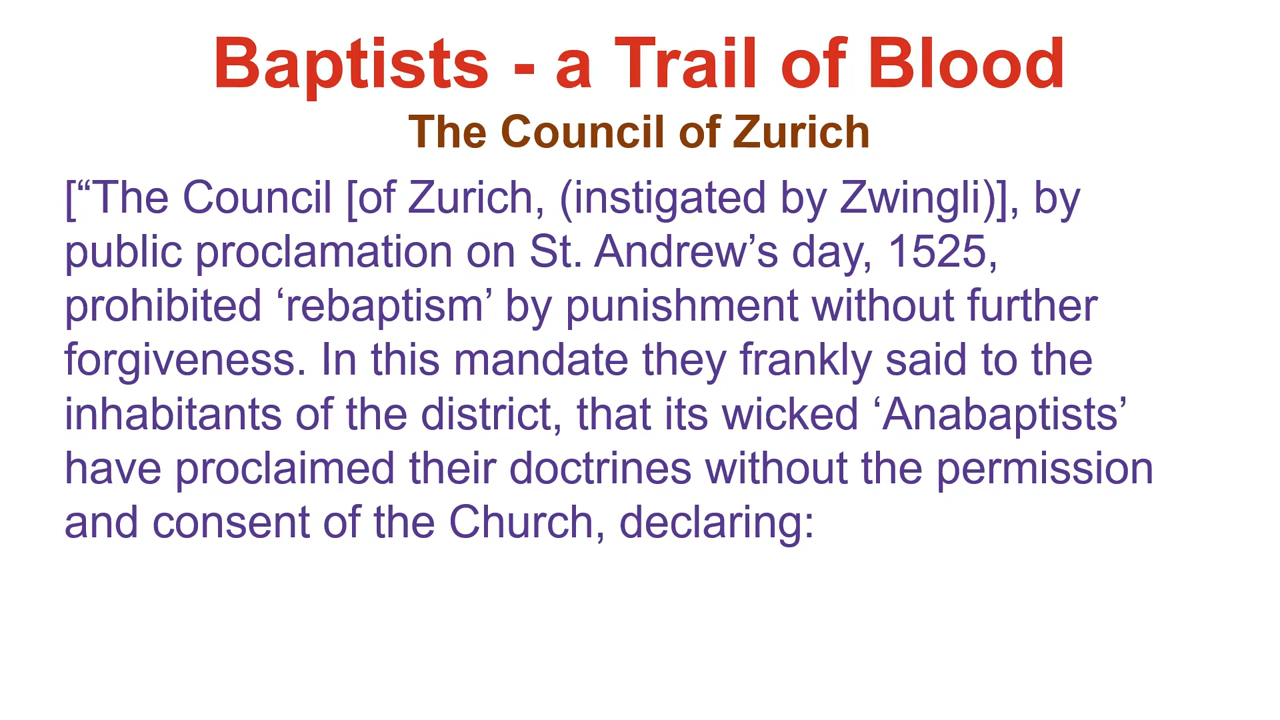 Baptists - a Trail of Blood
The Council of Zurich
[“The Council [of Zurich, (instigated by Zwingli)], by
public proclamation on St. Andrew’s day, 1525,
prohibited ‘rebaptism’ by punishment without further
forgiveness. In this mandate they frankly said to the
inhabitants of the district, that its wicked ‘Anabaptists’
have proclaimed their doctrines without the permission
and consent of the Church, declaring: